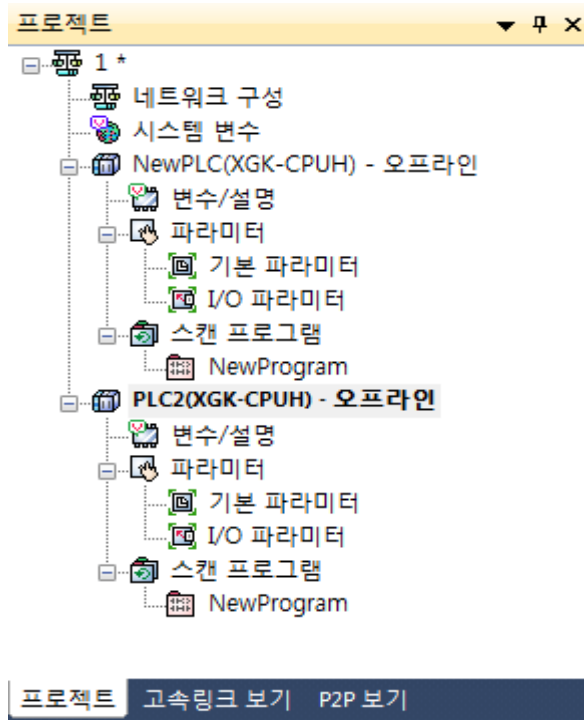 프로젝트
1 *
네트워크 구성
시스템 변수
NewPLC(XGK-CPUH) - 오프라인
변수/설명
파라미터
기본 파라미터
I/O 파라미터
스캔 프로그램
NewProgram
PLC2(XGK-CPUH) - 오프라인
변수/설명
파라미터
기본 파라미터
I/O 파라미터
스캔 프로그램
NewProgram
프로젝트 고속링크 보기 P2P 보기